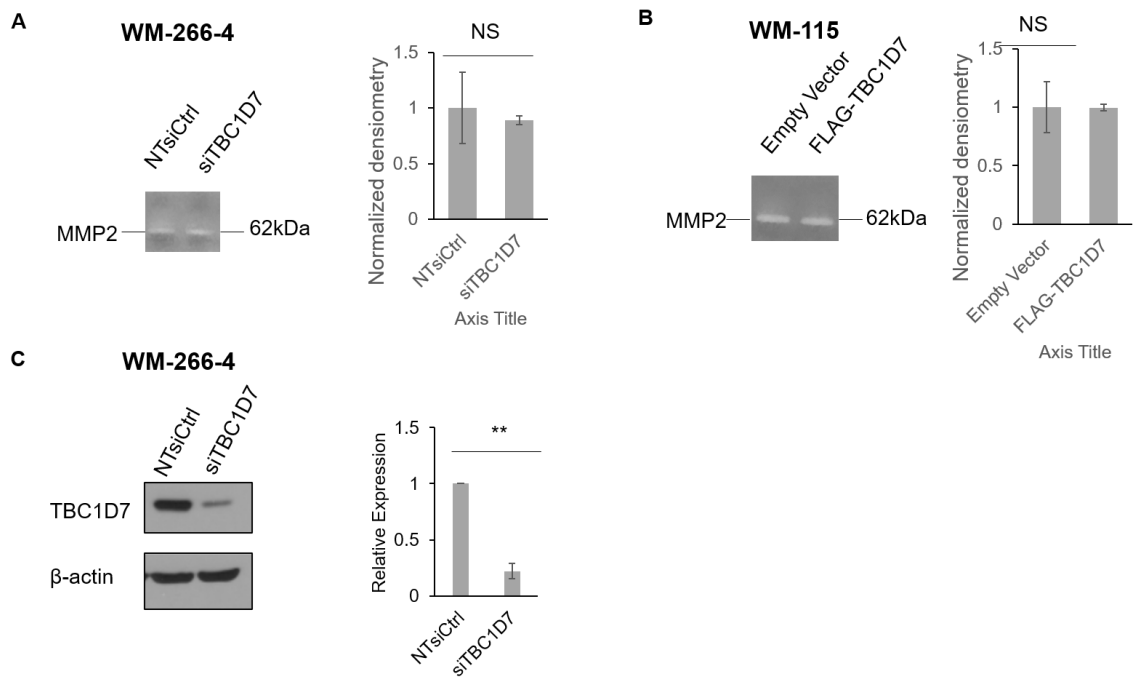 A
WM-266-4
NTsiCtrl
siTBC1D7
MMP2
62kDa
NS
Normalized densiometry
1.5
1
0.5
0
NTsiCtrl
siTBC1D7
Axis Title
B
WM-115
Empty Vector
FLAG-TBC1D7
MMP2
62kDa
NS
Normalized densiometry
1.5
1
0.5
0
Empty Vector
FLAG-TBC1D7
Axis Title
C
WM-266-4
NTsiCtrl
siTBC1D7
TBC1D7
β-actin
**
Relative Expression
1.5
1
0.5
0
NTsiCtrl
siTBC1D7